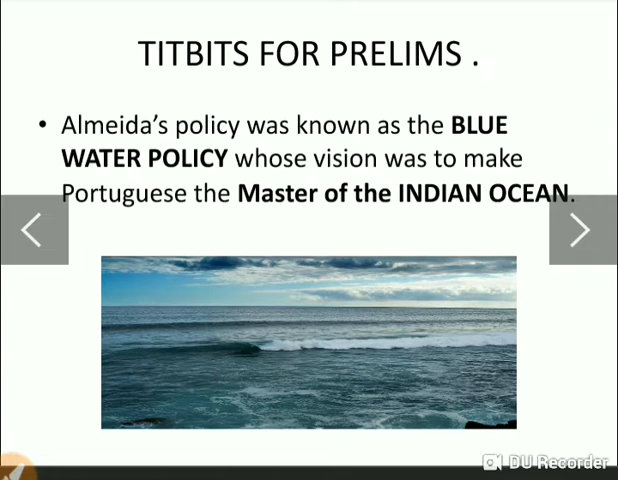 TITBITS FOR PRELIMS .
• Almeida's policy was known as the BLUE
WATER POLICY whose vision was to make
Portuguese the Master of the INDIAN OCEAN.
DU Recorder